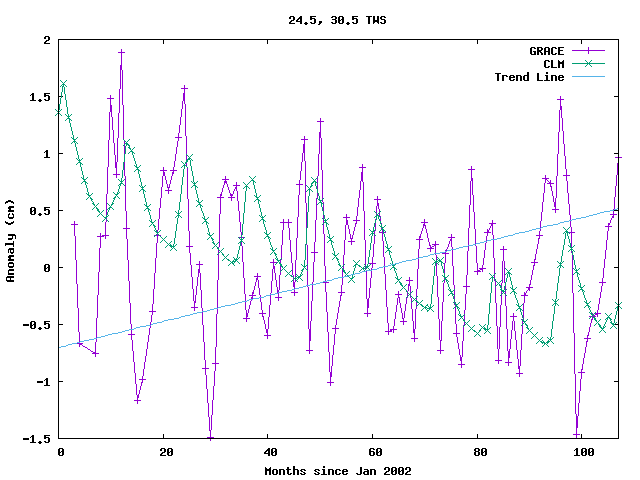 24.5, 30.5 TWS
GRACE
CLM
Trend Line
2
1.5
1
0.5
0
-0.5
-1
-1.5
Anomaly (cm)
0 20 40 60 80 100
Months since Jan 2002